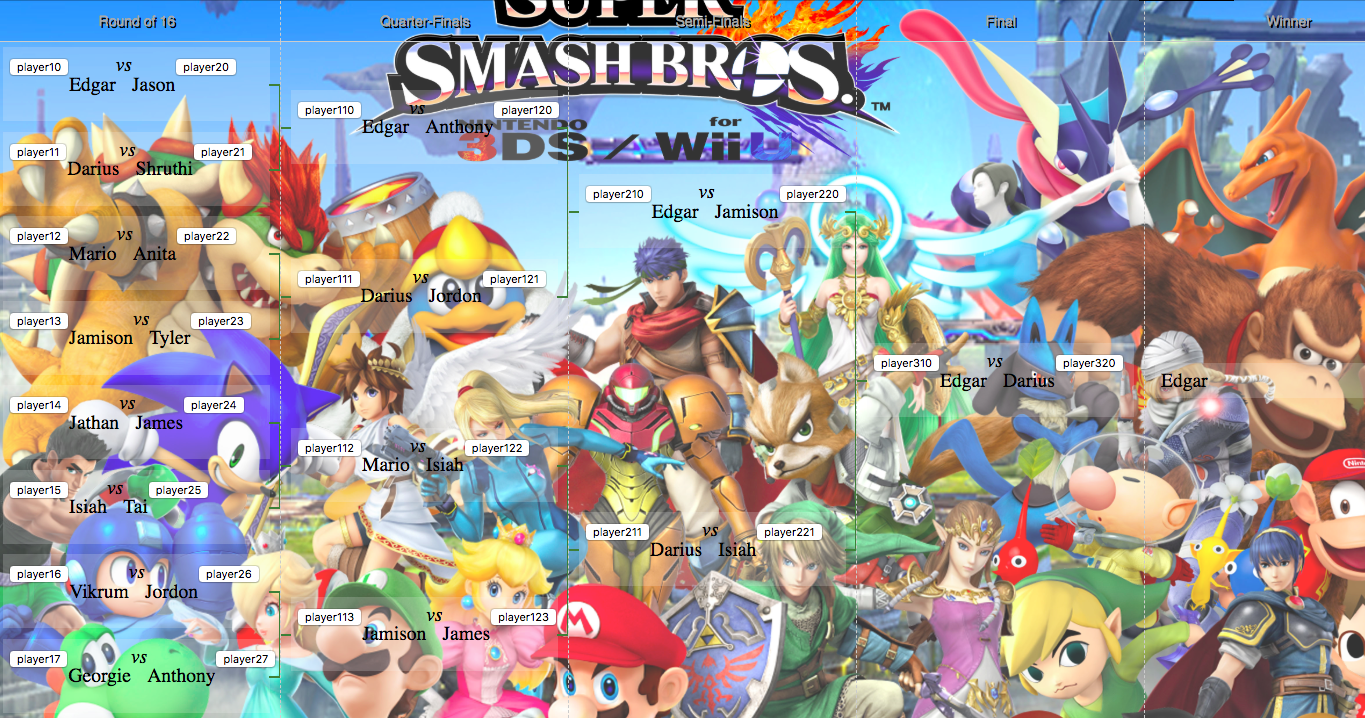 Round of 16
Quarter-Finals
Semi-Finals
Final
Winner
SUPER
SMASH BROS.™
for
NINTENDO
3DS / Wii U
player10 vs player20
Edgar Jason
player11 vs player21
Darius Shruthi
player12 vs player22
Mario Anita
player13 vs player23
Jamison Tyler
player14 vs player24
Jathan James
player15 vs player25
Isiah Tai
player16 vs player26
Vikrum Jordon
player17 vs player27
Georgie Anthony
player110 vs player120
Edgar Anthony
player111 vs player121
Darius Jordon
player112 vs player122
Mario Isiah
player113 vs player123
Jamison James
player210 vs player220
Edgar Jamison
player211 vs player221
Darius Isiah
player310 vs player320
Edgar Darius
Edgar
M